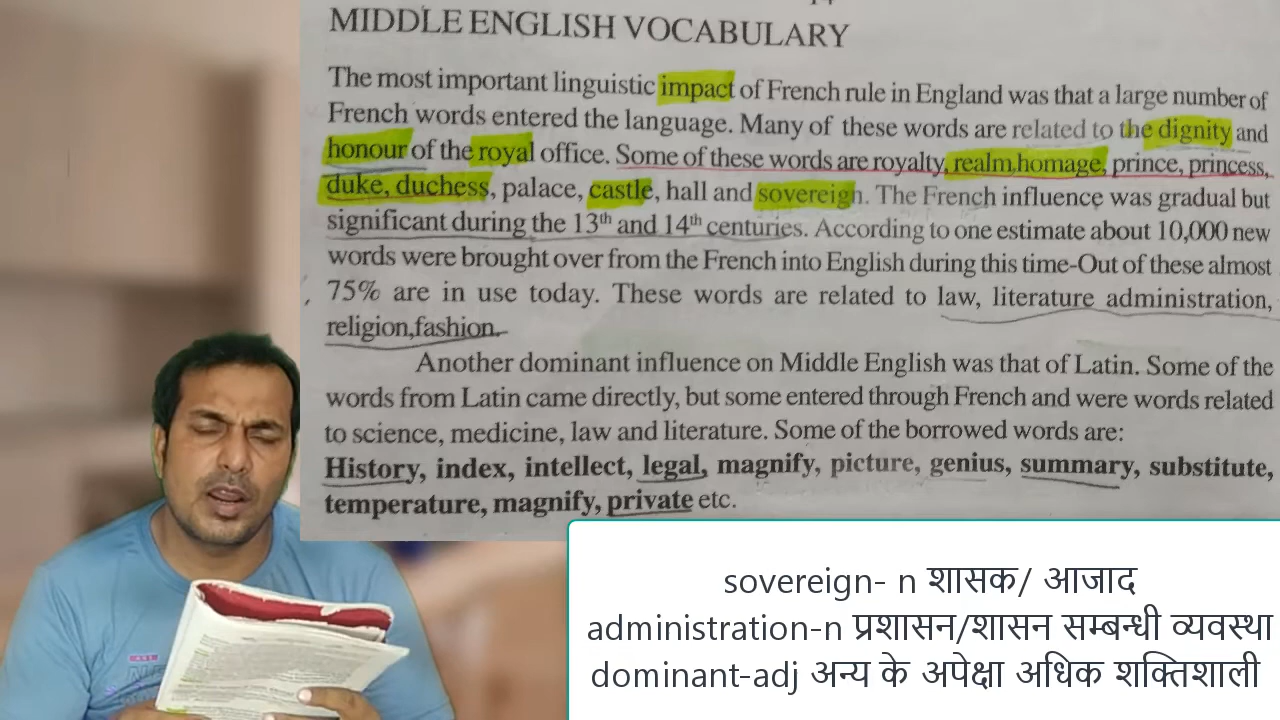 MIDDLE ENGLISH VOCABULARY
The most important linguistic impact of French rule in England was that a large number of
French words entered the language. Many of these words are related to the dignity and
honour of the royal office. Some of these words are royalty, realm,homage, prince, princess,
duke, duchess, palace, castle, hall and sovereign. The French influence was gradual but
significant during the 13th and 14th centuries. According to one estimate about 10,000 new
words were brought over from the French into English during this time-Out of these almost
75% are in use today. These words are related to law, literature administration,
religion,fashion.
Another dominant influence on Middle English was that of Latin. Some of the
words from Latin came directly, but some entered through French and were words related
to science, medicine, law and literature. Some of the borrowed words are:
History, index, intellect, legal, magnify, picture, genius, summary, substitute,
temperature, magnify, private etc.
sovereign- n शासक/ आजाद
administration-n प्रशासन/शासन सम्बन्धी व्यवस्था
dominant-adj अन्य के अपेक्षा अधिक शक्तिशाली